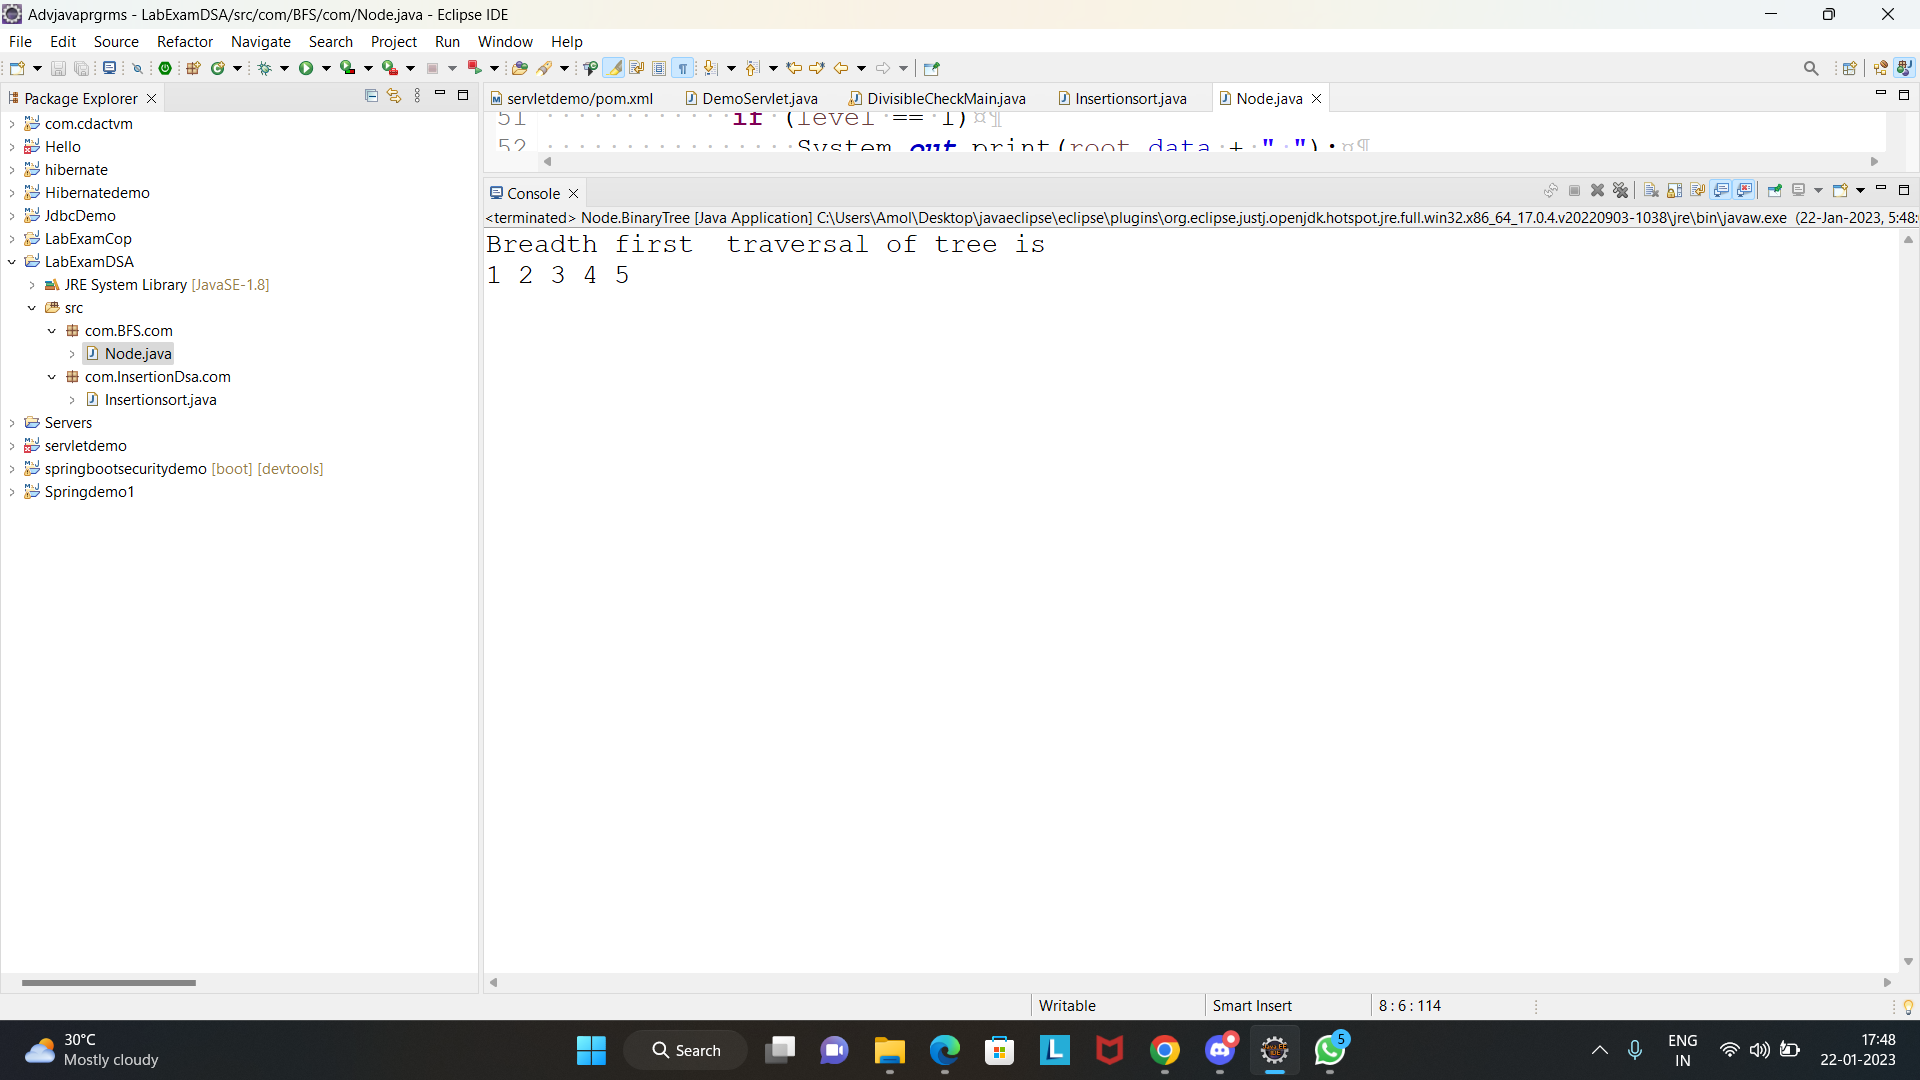 Advjavaprgrms - LabExamDSA/src/com/BFS/com/Node.java - Eclipse IDE
File Edit Source Refactor Navigate Search Project Run Window Help
Package Explorer
com.cdactvm
Hello
hibernate
Hibernatedemo
JdbcDemo
LabExamCop
LabExamDSA
JRE System Library [JavaSE-1.8]
src
com.BFS.com
Node.java
com.InsertionDsa.com
Insertionsort.java
Servers
servletdemo
springbootsecuritydemo [boot] [devtools]
Springdemo1
servletdemo/pom.xml DemoServlet.java DivisibleCheckMain.java Insertionsort.java Node.java
51 if (level == 1)¤¶
52 System.out.print(root.data + " ");¤¶
Console
<terminated> Node.BinaryTree [Java Application] C:\Users\Amol\Desktop\javaeclipse\eclipse\plugins\org.eclipse.justj.openjdk.hotspot.jre.full.win32.x86_64_17.0.4.v20220903-1038\jre\bin\javaw.exe (22-Jan-2023, 5:48:
Breadth first  traversal of tree is
1 2 3 4 5
Writable Smart Insert 8 : 6 : 114
30°C
Mostly cloudy
Search
5
ENG
IN
17:48
22-01-2023